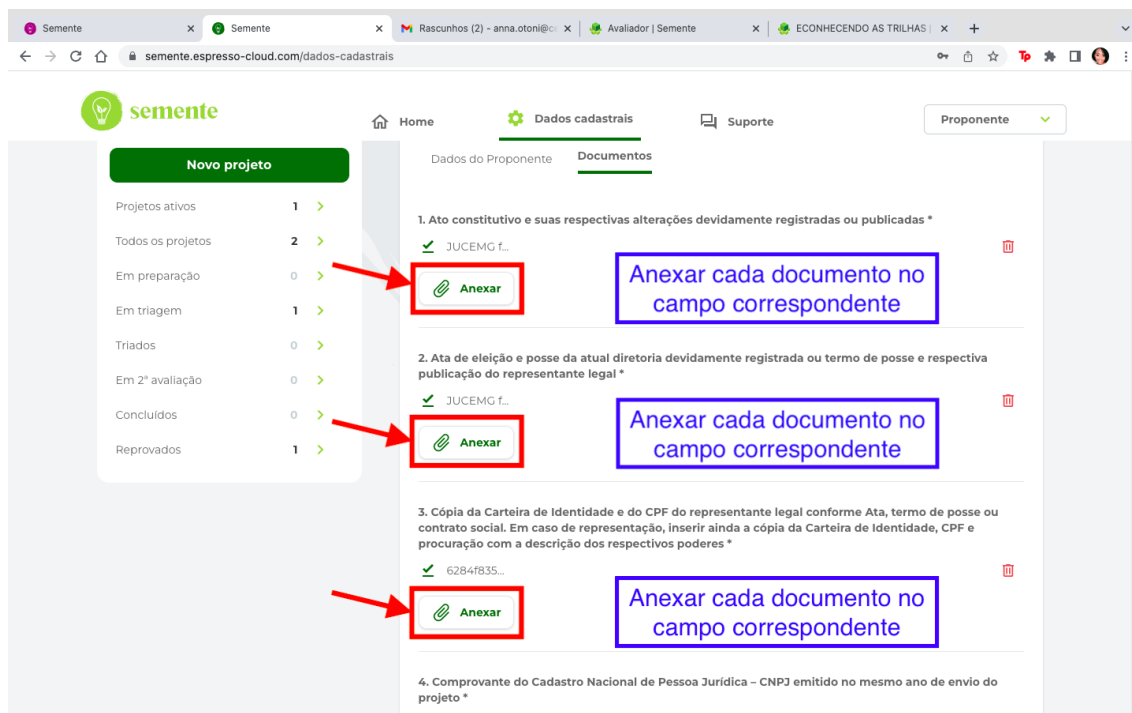 Semente
Semente
Rascunhos (2) - anna.otoni@cc
Avaliador | Semente
ECONHECENDO AS TRILHAS |
semente.espresso-cloud.com/dados-cadastrais
Tp
semente
Home
Dados cadastrais
Suporte
Proponente
Novo projeto
Projetos ativos 1
Todos os projetos 2
Em preparação 0
Em triagem 1
Triados 0
Em 2ª avaliação 0
Concluídos 0
Reprovados 1
Dados do Proponente Documentos
1. Ato constitutivo e suas respectivas alterações devidamente registradas ou publicadas *
JUCEMG f...
Anexar
Anexar cada documento no
campo correspondente
2. Ata de eleição e posse da atual diretoria devidamente registrada ou termo de posse e respectiva
publicação do representante legal *
JUCEMG f...
Anexar
Anexar cada documento no
campo correspondente
3. Cópia da Carteira de Identidade e do CPF do representante legal conforme Ata, termo de posse ou
contrato social. Em caso de representação, inserir ainda a cópia da Carteira de Identidade, CPF e
procuração com a descrição dos respectivos poderes *
6284f835...
Anexar
Anexar cada documento no
campo correspondente
4. Comprovante do Cadastro Nacional de Pessoa Jurídica – CNPJ emitido no mesmo ano de envio do
projeto *